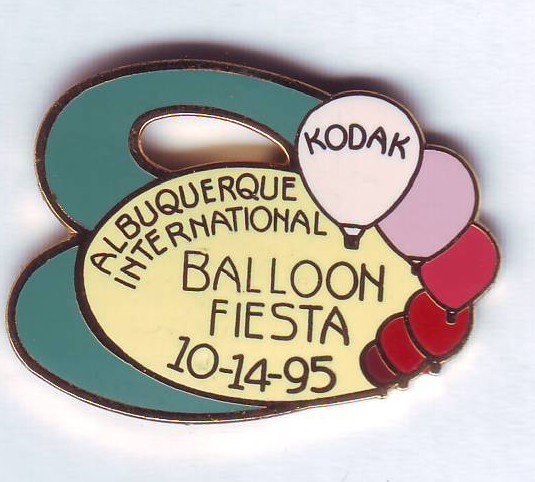 KODAK
ALBUQUERQUE
INTERNATIONAL
BALLOON
FIESTA
10-14-95